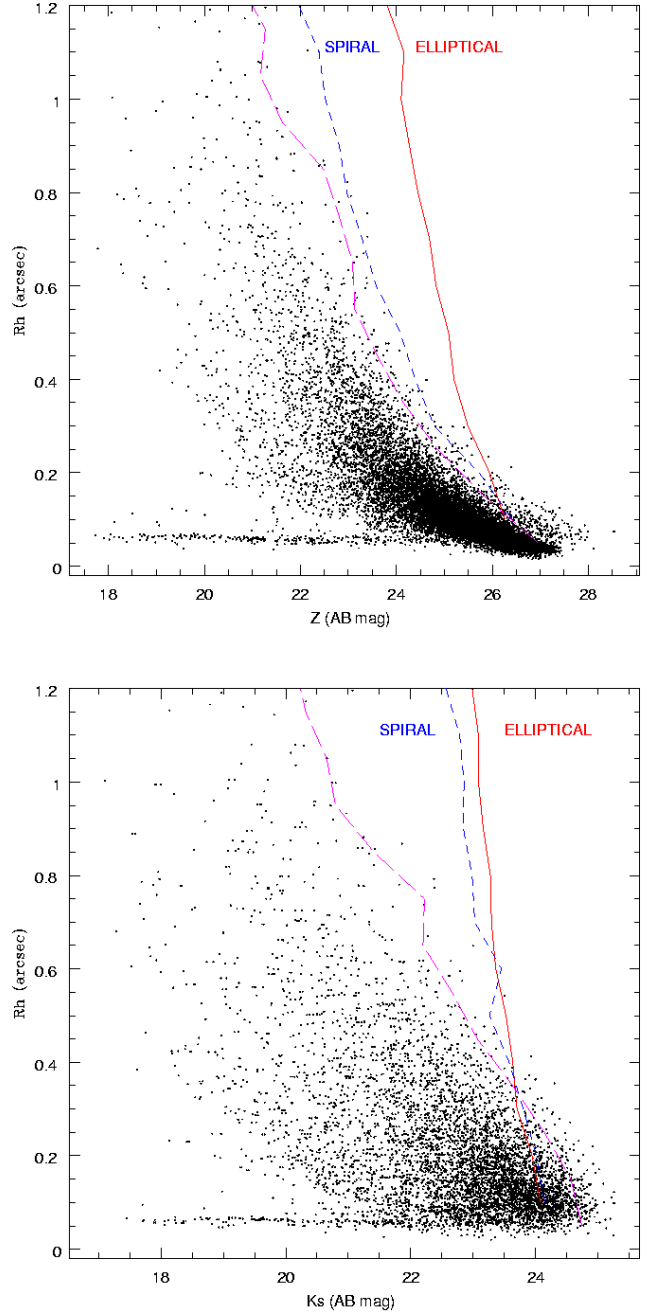 1.2
SPIRAL ELLIPTICAL
1
0.8
Rh (arcsec)
0.6
0.4
0.2
0
18 20 22 24 26 28
Z (AB mag)
1.2
SPIRAL ELLIPTICAL
1
0.8
Rh (arcsec)
0.6
0.4
0.2
0
18 20 22 24
Ks (AB mag)